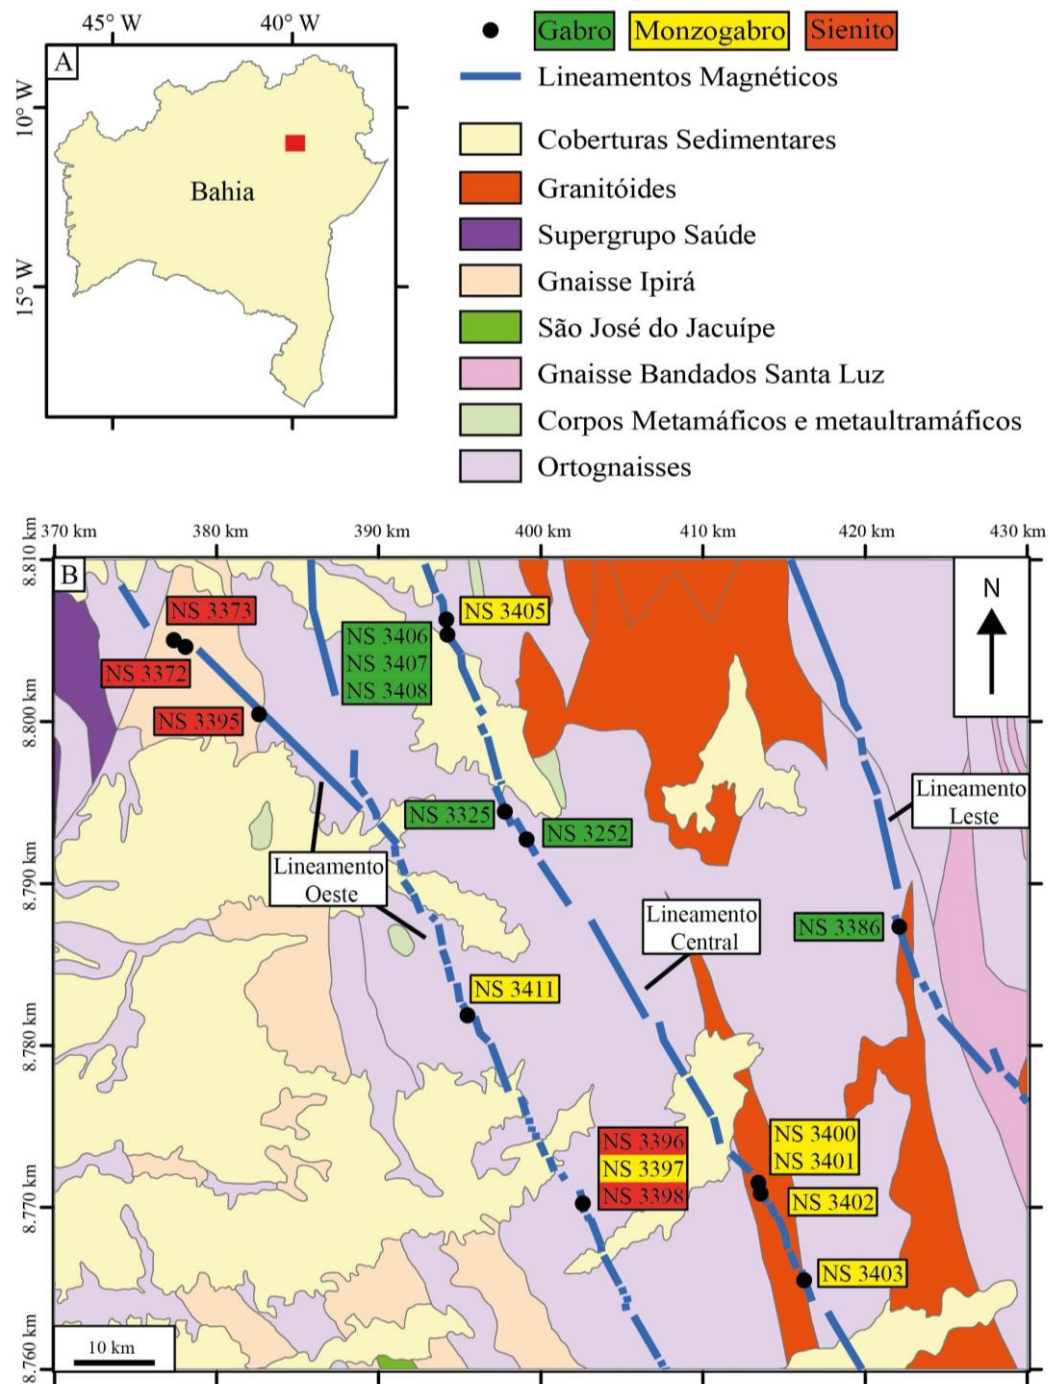 45° W
40° W
A
10° W
15° W
Bahia
Gabro
Monzogabro
Sienito
Lineamentos Magnéticos
Coberturas Sedimentares
Granitóides
Supergrupo Saúde
Gnaisse Ipirá
São José do Jacuípe
Gnaisse Bandados Santa Luz
Corpos Metamáficos e metaultramáficos
Ortognaisses
370 km
380 km
390 km
400 km
410 km
420 km
430 km
8.810 km
8.800 km
8.790 km
8.780 km
8.770 km
8.760 km
B
N
NS 3373
NS 3372
NS 3395
NS 3405
NS 3406
NS 3407
NS 3408
NS 3325
NS 3252
Lineamento
Leste
Lineamento
Oeste
Lineamento
Central
NS 3386
NS 3411
NS 3396
NS 3397
NS 3398
NS 3400
NS 3401
NS 3402
NS 3403
10 km